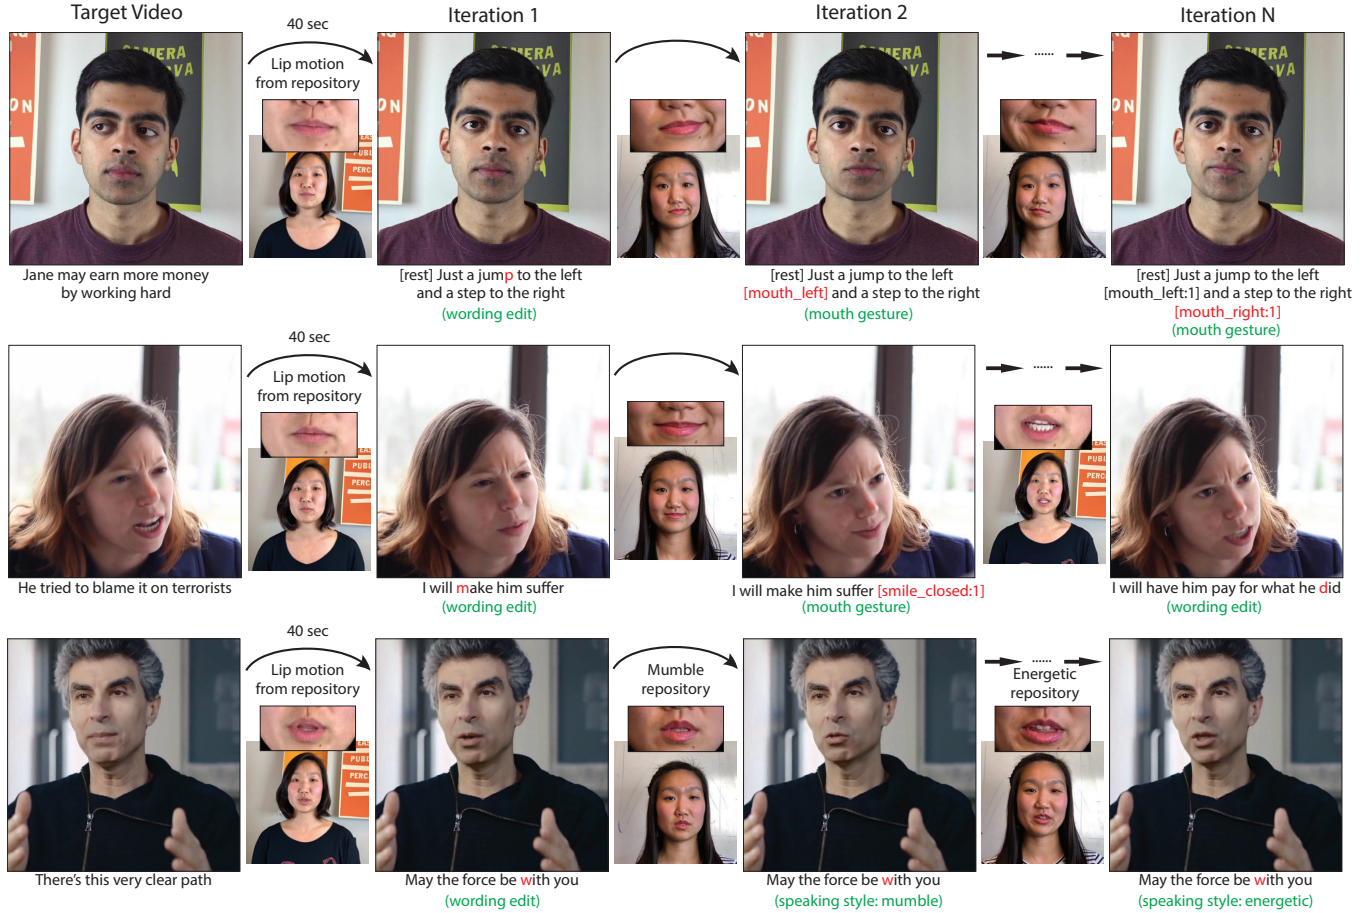 Target Video
Iteration 1
Iteration 2
Iteration N
40 sec
Lip motion
from repository
......
Jane may earn more money
by working hard
[rest] Just a jump to the left
and a step to the right
(wording edit)
[rest] Just a jump to the left
[mouth_left] and a step to the right
(mouth gesture)
[rest] Just a jump to the left
[mouth_left:1] and a step to the right
[mouth_right:1]
(mouth gesture)
40 sec
Lip motion
from repository
......
He tried to blame it on terrorists
I will make him suffer
(wording edit)
I will make him suffer [smile_closed:1]
(mouth gesture)
I will have him pay for what he did
(wording edit)
40 sec
Lip motion
from repository
Mumble
repository
......
Energetic
repository
There's this very clear path
May the force be with you
(wording edit)
May the force be with you
(speaking style: mumble)
May the force be with you
(speaking style: energetic)